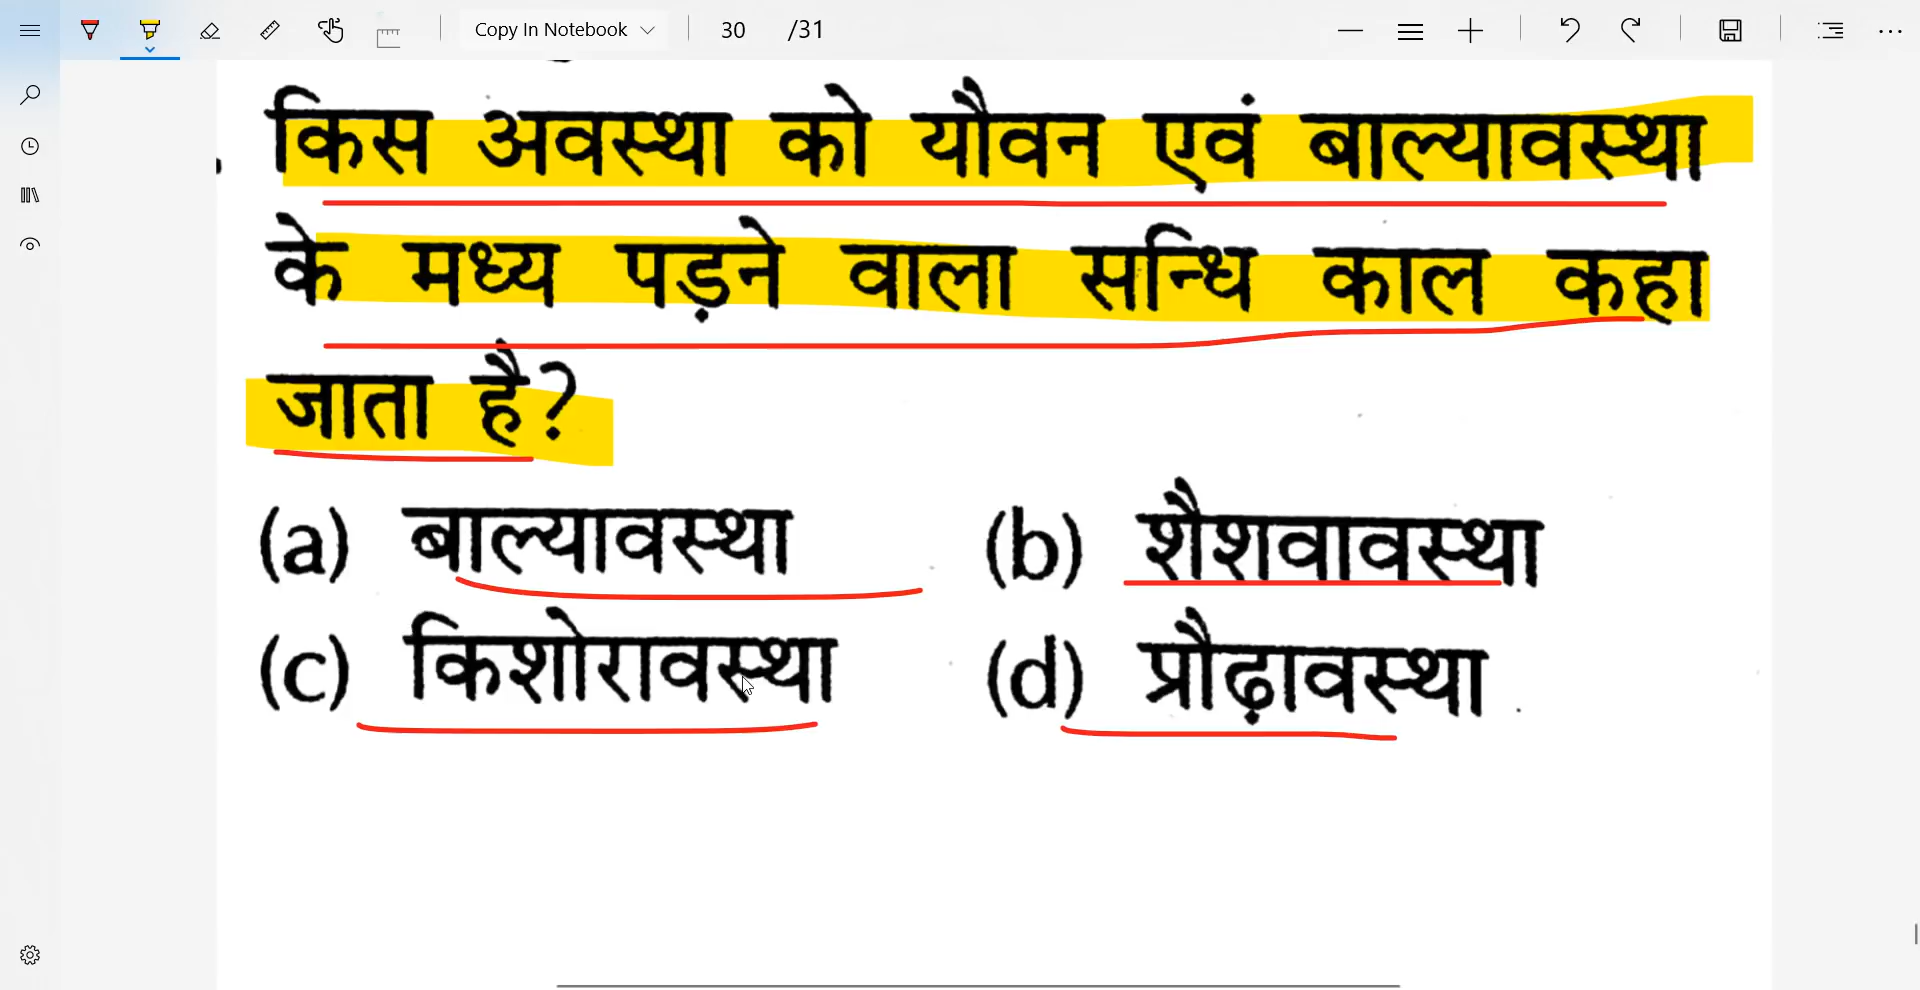 Copy In Notebook 30 /31
किस अवस्था को यौवन एवं बाल्यावस्था
के मध्य पड़ने वाला सन्धि काल कहा
जाता है?
(a) बाल्यावस्था (b) शैशवावस्था
(c) किशोरावस्था (d) प्रौढ़ावस्था